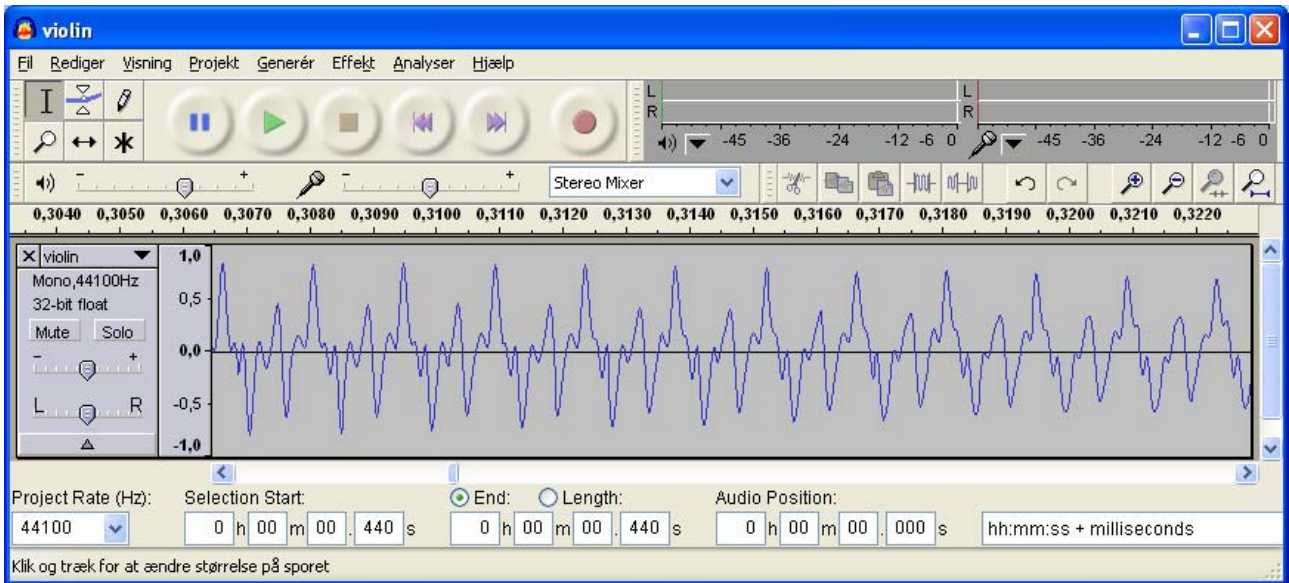 violin
Fil Rediger Visning Projekt Generér Effekt Analyser Hjælp
L
R
-45 -36 -24 -12 -6 0
L
R
-45 -36 -24 -12 -6 0
- +
- +
Stereo Mixer
0,3040 0,3050 0,3060 0,3070 0,3080 0,3090 0,3100 0,3110 0,3120 0,3130 0,3140 0,3150 0,3160 0,3170 0,3180 0,3190 0,3200 0,3210 0,3220
X violin
Mono,44100Hz
32-bit float
Mute Solo
- +
L R
1,0
0,5
0,0
-0,5
-1,0
Project Rate (Hz): Selection Start: End: Length: Audio Position:
44100 0 h 00 m 00 . 440 s 0 h 00 m 00 . 440 s 0 h 00 m 00 . 000 s hh:mm:ss + milliseconds
Klik og træk for at ændre størrelse på sporet